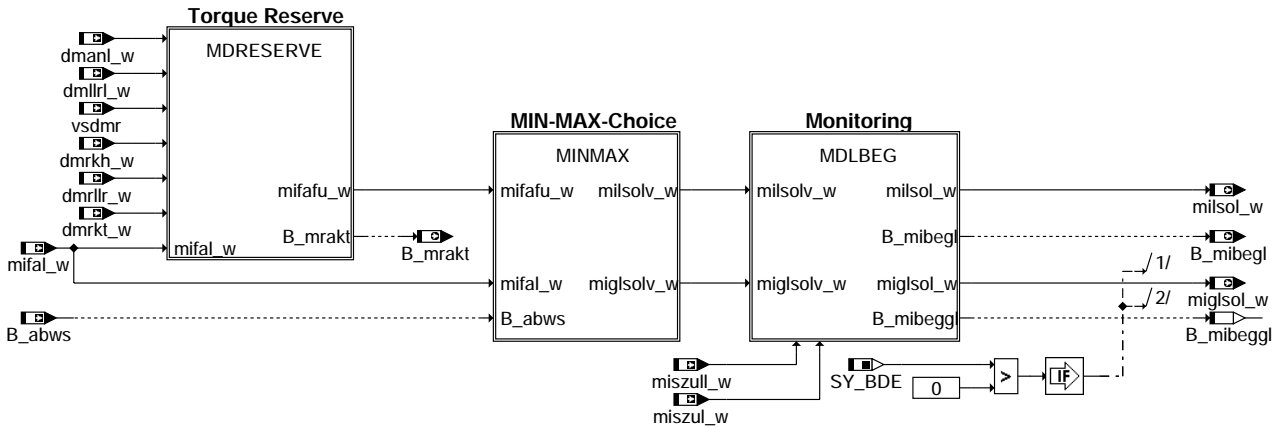 Torque Reserve
MDRESERVE
dmanl_w
dmllrl_w
vsdmr
dmrkh_w
dmrllr_w
dmrkt_w
mifal_w
mifal_w
mifafu_w
B_mrakt
B_mrakt
B_abws
MIN-MAX-Choice
MINMAX
mifafu_w milsolv_w
mifal_w miglsolv_w
B_abws
Monitoring
MDLBEG
milsolv_w milsol_w
B_mibegl
miglsolv_w miglsol_w
B_mibeggl
miszull_w
miszul_w
SY_BDE
0
>
IF
1/
2/
milsol_w
B_mibegl
miglsol_w
B_mibeggl